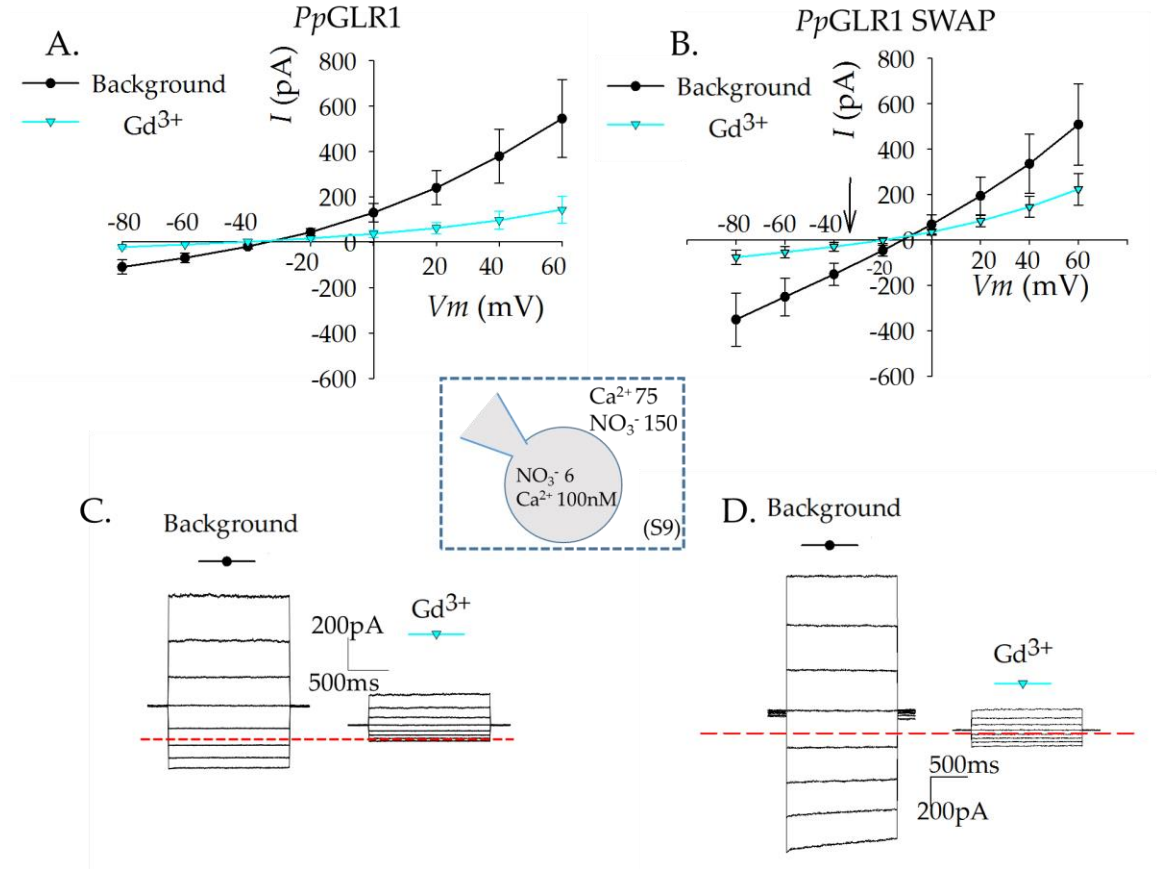 PpGLR1
A.
Background
Gd3+
I (pA)
800
600
400
200
0
-200
-400
-600
-80 -60 -40
-20
20 40 60
Vm (mV)
PpGLR1 SWAP
B.
Background
Gd3+
I (pA)
800
600
400
200
0
-200
-400
-600
-80 -60 -40
-20
20 40 60
Vm (mV)
Ca2+ 75
NO3- 150
NO3- 6
Ca2+ 100nM
(S9)
C.
Background
Gd3+
200pA
500ms
D.
Background
Gd3+
500ms
200pA